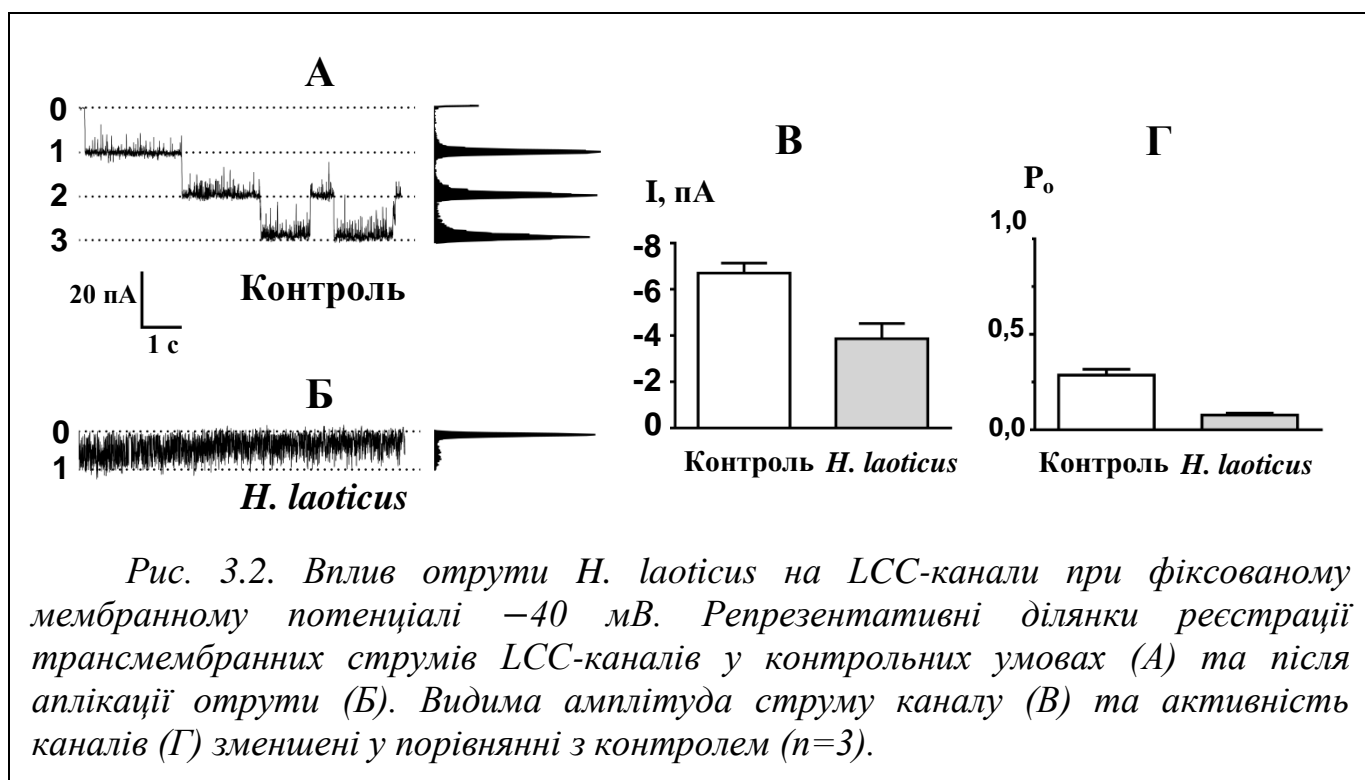 А
0
1
2
3
20 пА
1 с
Контроль
Б
0
1
H. laoticus
В
I, пА
-8
-6
-4
-2
0
Контроль H. laoticus
Г
Pₒ
1,0
0,5
0,0
Контроль H. laoticus
Рис. 3.2. Вплив отрути H. laoticus на LCC-канали при фіксованому
мембранному потенціалі −40 мВ. Репрезентативні ділянки реєстрації
трансмембранних струмів LCC-каналів у контрольних умовах (А) та після
аплікації отрути (Б). Видима амплітуда струму каналу (В) та активність
каналів (Г) зменшені у порівнянні з контролем (n=3).